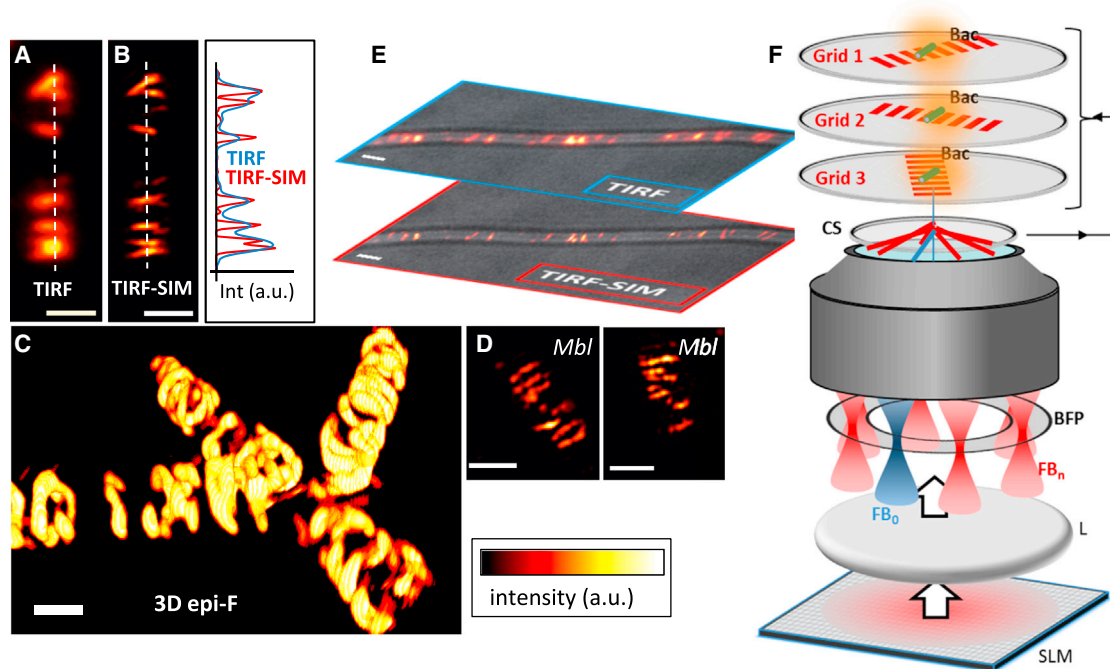 A
B
TIRF
TIRF-SIM
TIRF
TIRF-SIM
Int (a.u.)
E
TIRF
TIRF-SIM
C
3D epi-F
D
Mbl
Mbl
intensity (a.u.)
F
Bac
Grid 1
Bac
Grid 2
Bac
Grid 3
CS
BFP
FBn
FB0
L
SLM